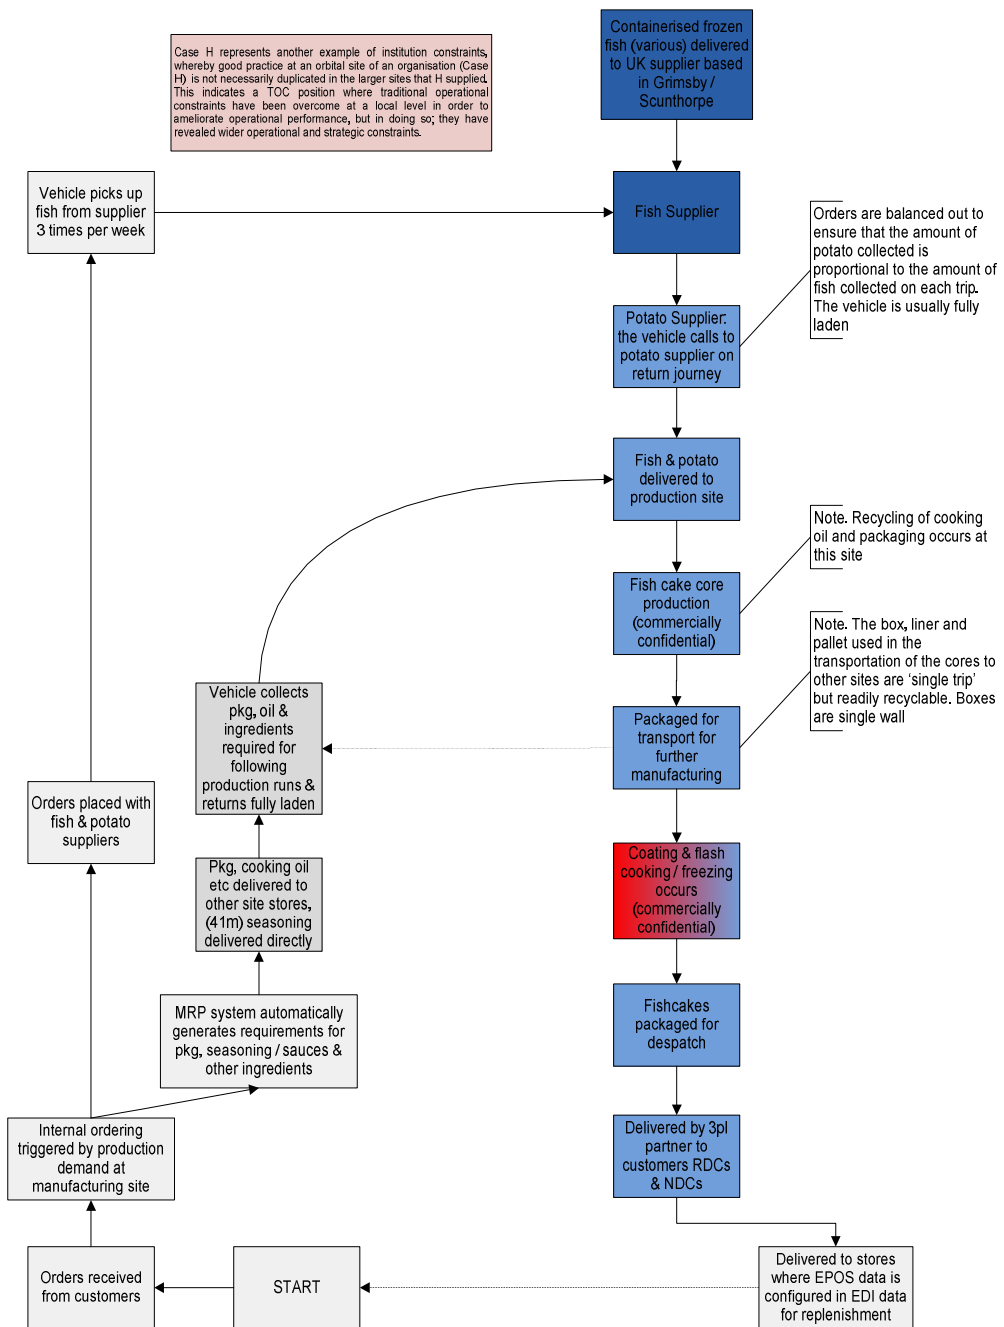 Containerised frozen
fish (various) delivered
to UK supplier based
in Grimsby /
Scunthorpe
Case H represents another example of institution constraints,
whereby good practice at an orbital site of an organisation (Case
H) is not necessarily duplicated in the larger sites that H supplied.
This indicates a TOC position where traditional operational
constraints have been overcome at a local level in order to
ameliorate operational performance, but in doing so; they have
revealed wider operational and strategic constraints.
Vehicle picks up
fish from supplier
3 times per week
Fish Supplier
Orders are balanced out to
ensure that the amount of
potato collected is
proportional to the amount of
fish collected on each trip.
The vehicle is usually fully
laden
Potato Supplier:
the vehicle calls to
potato supplier on
return journey
Fish & potato
delivered to
production site
Note. Recycling of cooking
oil and packaging occurs at
this site
Fish cake core
production
(commercially
confidential)
Note. The box, liner and
pallet used in the
transportation of the cores to
other sites are ‘single trip’
but readily recyclable. Boxes
are single wall
Vehicle collects
pkg, oil &
ingredients
required for
following
production runs &
returns fully laden
Packaged for
transport for
further
manufacturing
Orders placed with
fish & potato
suppliers
Coating & flash
cooking / freezing
occurs
(commercially
confidential)
Pkg, cooking oil
etc delivered to
other site stores,
(41m) seasoning
delivered directly
MRP system automatically
generates requirements for
pkg, seasoning / sauces &
other ingredients
Fishcakes
packaged for
despatch
Internal ordering
triggered by production
demand at
manufacturing site
Delivered by 3pl
partner to
customers RDCs
& NDCs
Orders received
from customers
START
Delivered to stores
where EPOS data is
configured in EDI data
for replenishment